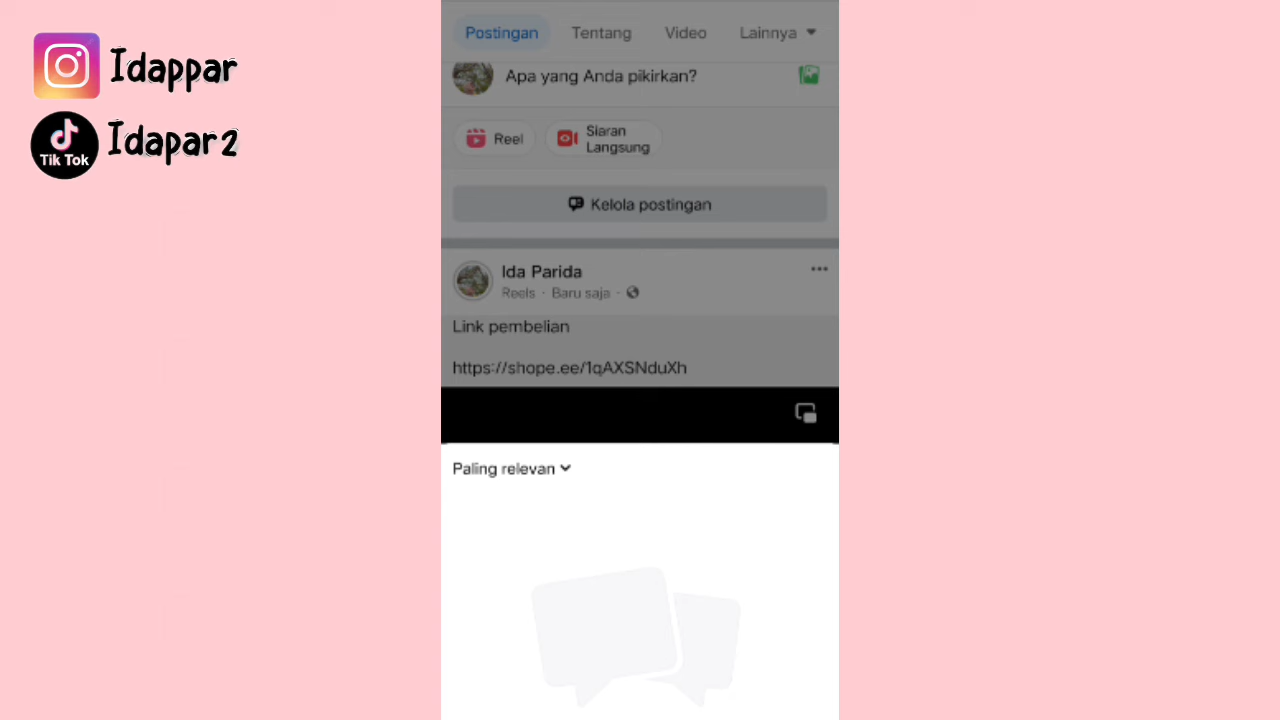 Idappar
Tik Tok
Idapar2
Postingan Tentang Video Lainnya
Apa yang Anda pikirkan?
Reel
Siaran
Langsung
Kelola postingan
Ida Parida
Reels · Baru saja ·
Link pembelian
https://shope.ee/1qAXSNduXh
Paling relevan